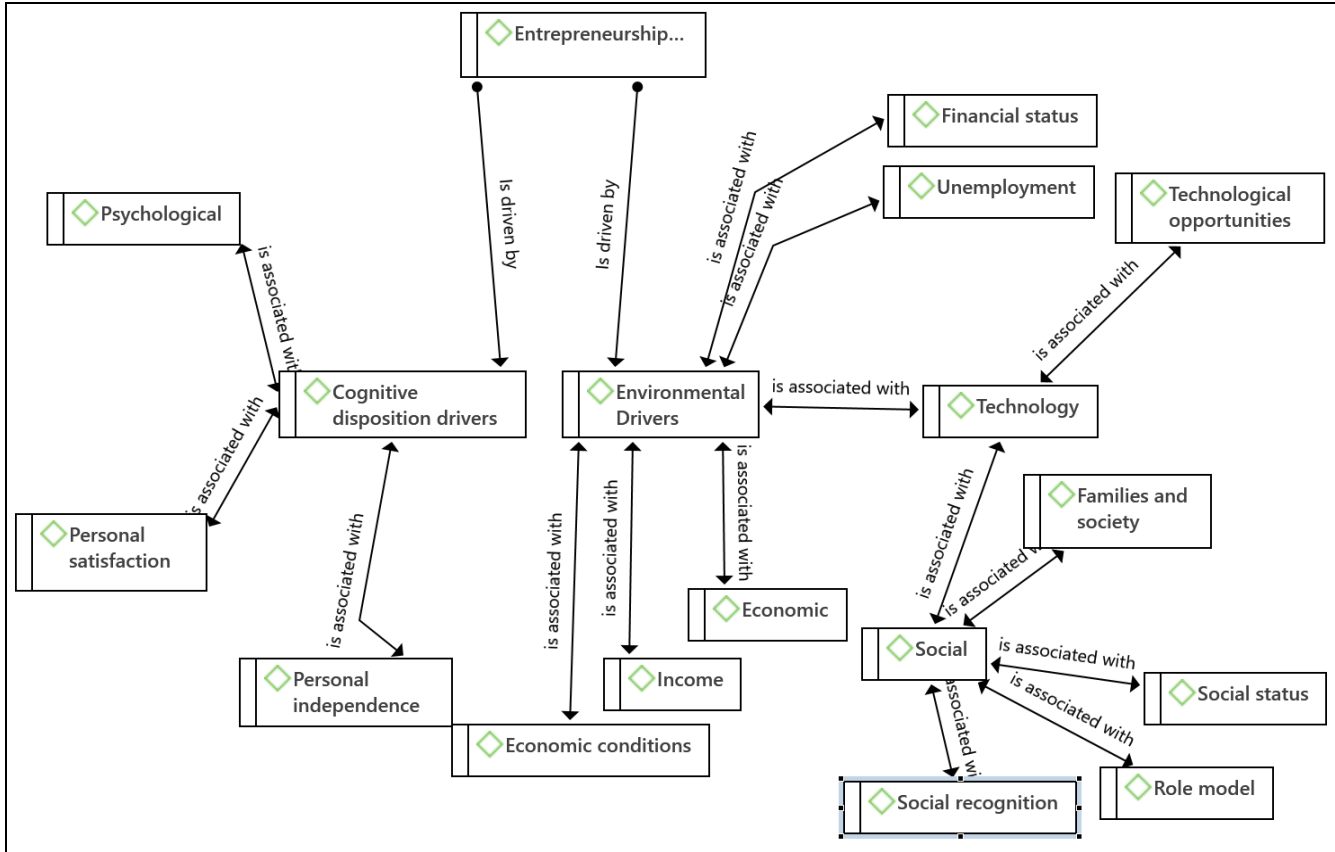 Entrepreneurship...
Financial status
Unemployment
Technological
opportunities
Psychological
is associated with
is associated with
is associated with
Is driven by
Is driven by
is associated with
Cognitive
disposition drivers
Environmental
Drivers
is associated with
Technology
is associated with
is associated with
is associated with
is associated with
is associated with
is associated with
Families and
society
is associated w
Personal
satisfaction
is associated with
Economic
Social
is associated with
Personal
independence
Income
Social status
is associated with
associated wi
Economic conditions
Social recognition
Role model